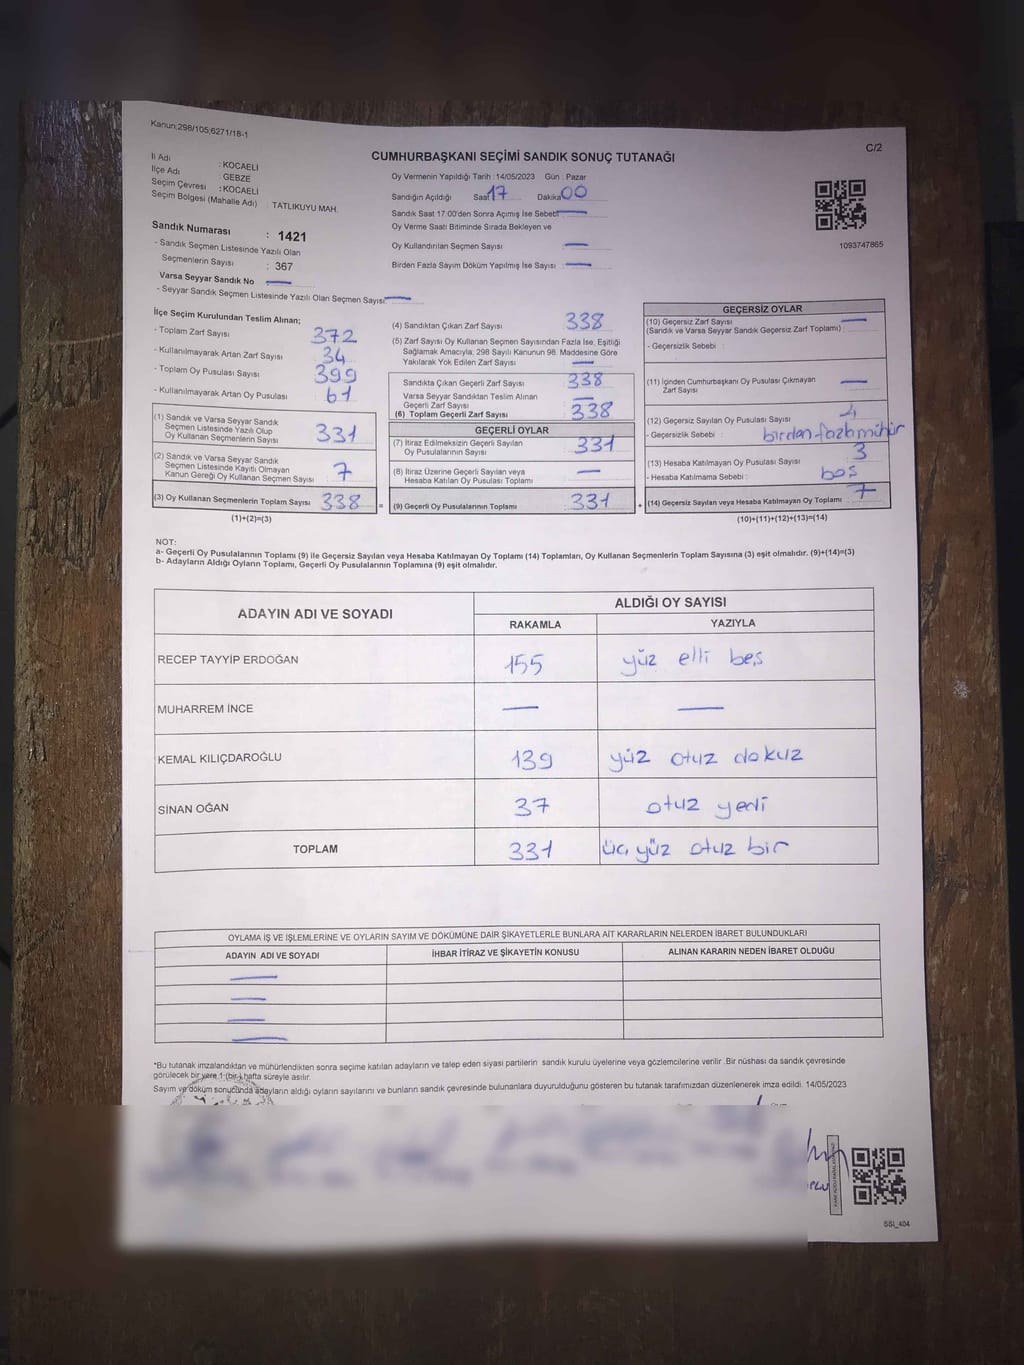 Kanun:298/105;6271/18-1
C/2
CUMHURBAŞKANI SEÇİMİ SANDIK SONUÇ TUTANAĞI
İl Adı : KOCAELİ
İlçe Adı : GEBZE
Seçim Çevresi : KOCAELİ
Seçim Bölgesi (Mahalle Adı) : TATLIKUYU MAH.
Oy Vermenin Yapıldığı Tarih : 14/05/2023 Gün : Pazar
Sandığın Açıldığı Saat 17 Dakika 00
Sandık Saat 17:00'den Sonra Açımış İse Sebebi —
Oy Verme Saati Bitiminde Sırada Bekleyen ve
Oy Kullandırılan Seçmen Sayısı : —
Birden Fazla Sayım Döküm Yapılmış İse Sayısı : —
1093747865
Sandık Numarası : 1421
- Sandık Seçmen Listesinde Yazılı Olan
Seçmenlerin Sayısı : 367
Varsa Seyyar Sandık No : —
- Seyyar Sandık Seçmen Listesinde Yazılı Olan Seçmen Sayısı: —
İlçe Seçim Kurulundan Teslim Alınan;
- Toplam Zarf Sayısı : 372
- Kullanılmayarak Artan Zarf Sayısı : 34
- Toplam Oy Pusulası Sayısı : 399
- Kullanılmayarak Artan Oy Pusulası : 61
(1) Sandık ve Varsa Seyyar Sandık
Seçmen Listesinde Yazılı Olup
Oy Kullanan Seçmenlerin Sayısı : 331
(2) Sandık ve Varsa Seyyar Sandık
Seçmen Listesinde Kayıtlı Olmayan
Kanun Gereği Oy Kullanan Seçmen Sayısı : 7
(3) Oy Kullanan Seçmenlerin Toplam Sayısı : 338
(1)+(2)=(3)
=
(4) Sandıktan Çıkan Zarf Sayısı : 338
(5) Zarf Sayısı Oy Kullanan Seçmen Sayısından Fazla İse, Eşitliği
Sağlamak Amacıyla; 298 Sayılı Kanunun 98. Maddesine Göre
Yakılarak Yok Edilen Zarf Sayısı : —
Sandıkta Çıkan Geçerli Zarf Sayısı : 338
Varsa Seyyar Sandıktan Teslim Alınan
Geçerli Zarf Sayısı : —
(6) Toplam Geçerli Zarf Sayısı : 338
GEÇERLİ OYLAR
(7) İtiraz Edilmeksizin Geçerli Sayılan
Oy Pusulalarının Sayısı : 331
(8) İtiraz Üzerine Geçerli Sayılan veya
Hesaba Katılan Oy Pusulası Toplamı : —
(9) Geçerli Oy Pusulalarının Toplamı : 331
+
GEÇERSİZ OYLAR
(10) Geçersiz Zarf Sayısı : —
(Sandık ve Varsa Seyyar Sandık Geçersiz Zarf Toplamı)
- Geçersizlik Sebebi :
(11) İçinden Cumhurbaşkanı Oy Pusulası Çıkmayan
Zarf Sayısı : —
(12) Geçersiz Sayılan Oy Pusulası Sayısı : 4
- Geçersizlik Sebebi : birden fazla mühür
(13) Hesaba Katılmayan Oy Pusulası Sayısı : 3
- Hesaba Katılmama Sebebi : boş
(14) Geçersiz Sayılan veya Hesaba Katılmayan Oy Toplamı : 7
(10)+(11)+(12)+(13)=(14)
NOT:
a- Geçerli Oy Pusulalarının Toplamı (9) ile Geçersiz Sayılan veya Hesaba Katılmayan Oy Toplamı (14) Toplamları, Oy Kullanan Seçmenlerin Toplam Sayısına (3) eşit olmalıdır. (9)+(14)=(3)
b- Adayların Aldığı Oyların Toplamı, Geçerli Oy Pusulalarının Toplamına (9) eşit olmalıdır.
ADAYIN ADI VE SOYADI ALDIĞI OY SAYISI
RAKAMLA YAZIYLA
RECEP TAYYİP ERDOĞAN 155 yüz elli beş
MUHARREM İNCE — —
KEMAL KILIÇDAROĞLU 139 yüz otuz dokuz
SİNAN OĞAN 37 otuz yedi
TOPLAM 331 üç yüz otuz bir
OYLAMA İŞ VE İŞLEMLERİNE VE OYLARIN SAYIM VE DÖKÜMÜNE DAİR ŞİKAYETLERLE BUNLARA AİT KARARLARIN NELERDEN İBARET BULUNDUKLARI
ADAYIN ADI VE SOYADI İHBAR İTİRAZ VE ŞİKAYETİN KONUSU ALINAN KARARIN NEDEN İBARET OLDUĞU
—
—
—
—
*Bu tutanak imzalandıktan ve mühürlendikten sonra seçime katılan adayların ve talep eden siyasi partilerin sandık kurulu üyelerine veya gözlemcilerine verilir. Bir nüshası da sandık çevresinde
görülecek bir yere 1 (bir) hafta süreyle asılır.
Sayım ve döküm sonucunda adayların aldığı oyların sayılarını ve bunların sandık çevresinde bulunanlara duyurulduğunu gösteren bu tutanak tarafımızdan düzenlenerek imza edildi. 14/05/2023
SSI_404